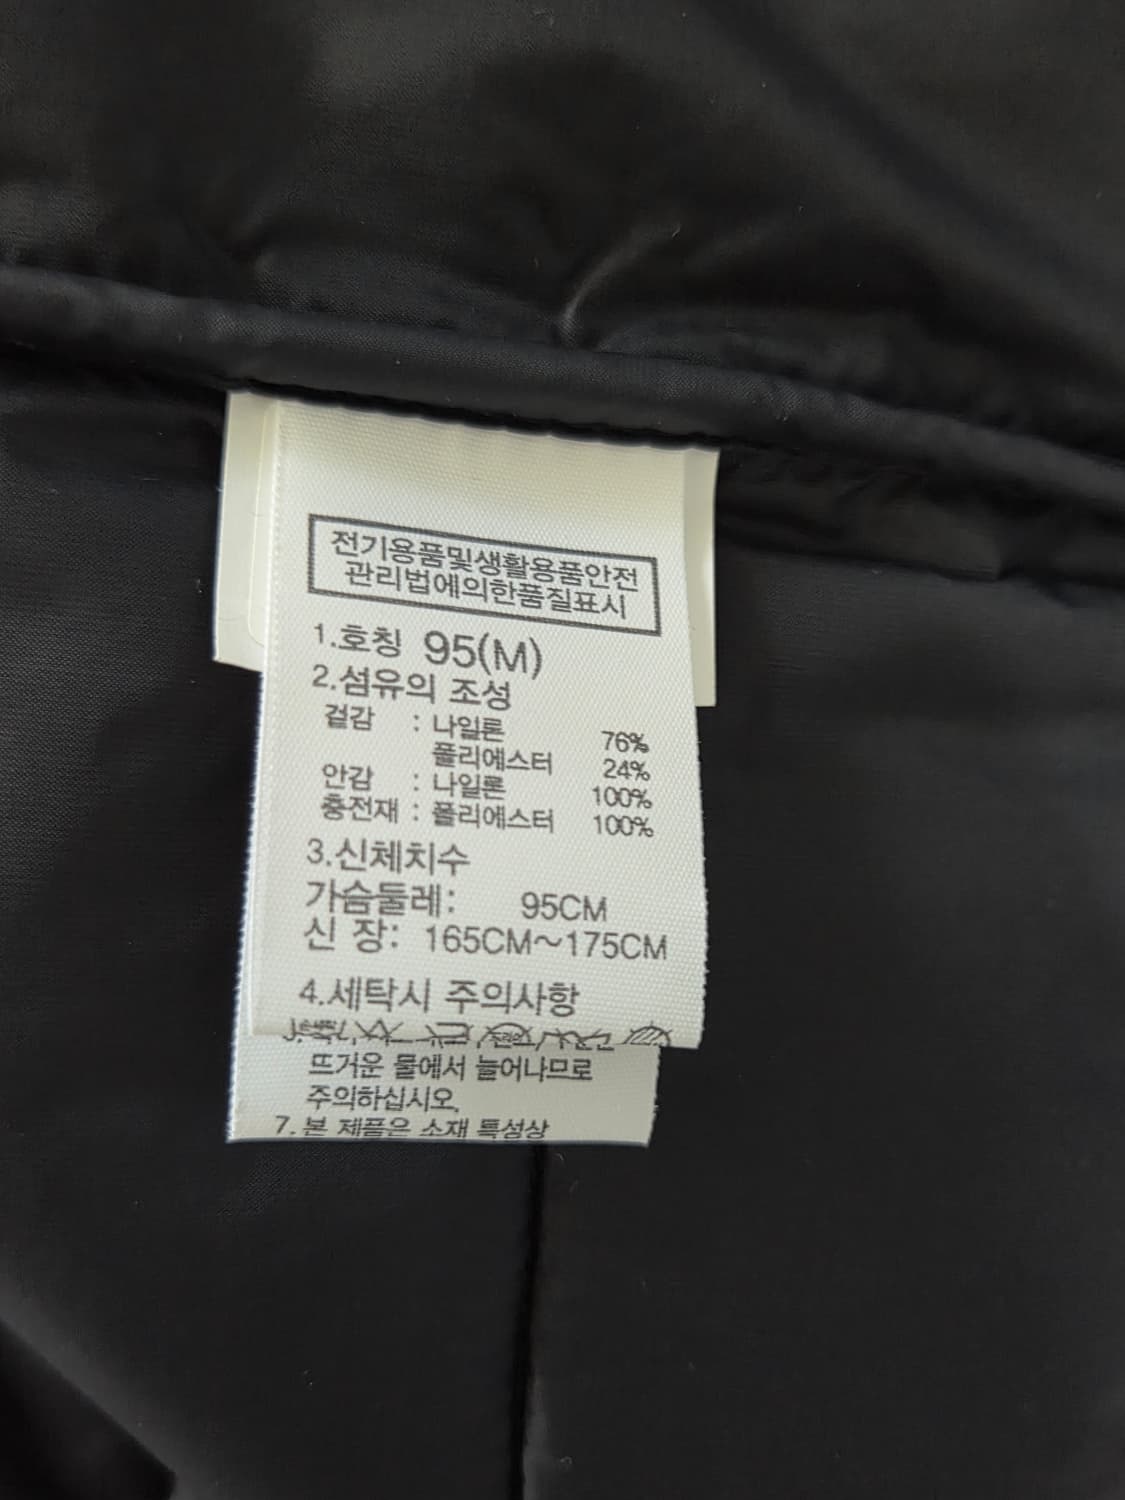 전기용품및생활용품안전
관리법에의한품질표시
1.호칭 95(M)
2.섬유의 조성
겉감 : 나일론 76%
폴리에스터 24%
안감 : 나일론 100%
충전재 : 폴리에스터 100%
3.신체치수
가슴둘레: 95CM
신 장: 165CM~175CM
4.세탁시 주의사항
뜨거운 물에서 늘어나므로
주의하십시오.
7. 본 제품은 소재 특성상